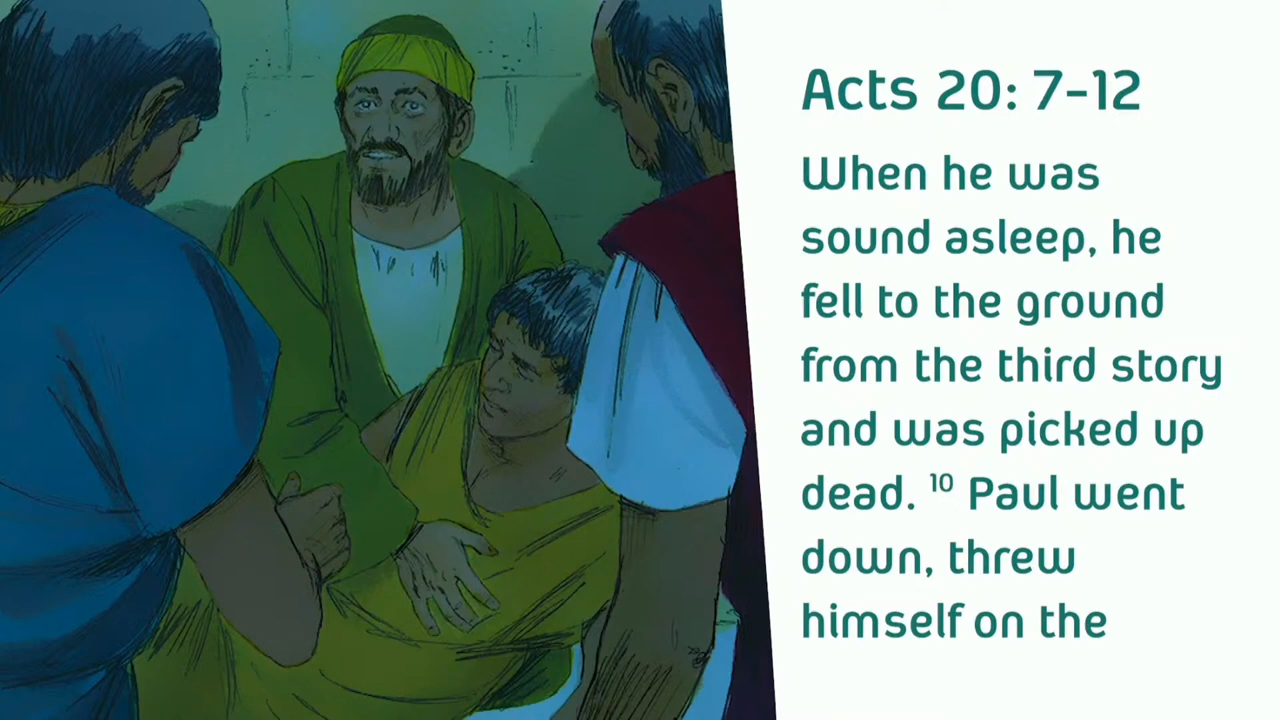 Acts 20: 7-12
When he was
sound asleep, he
fell to the ground
from the third story
and was picked up
dead. ¹⁰ Paul went
down, threw
himself on the